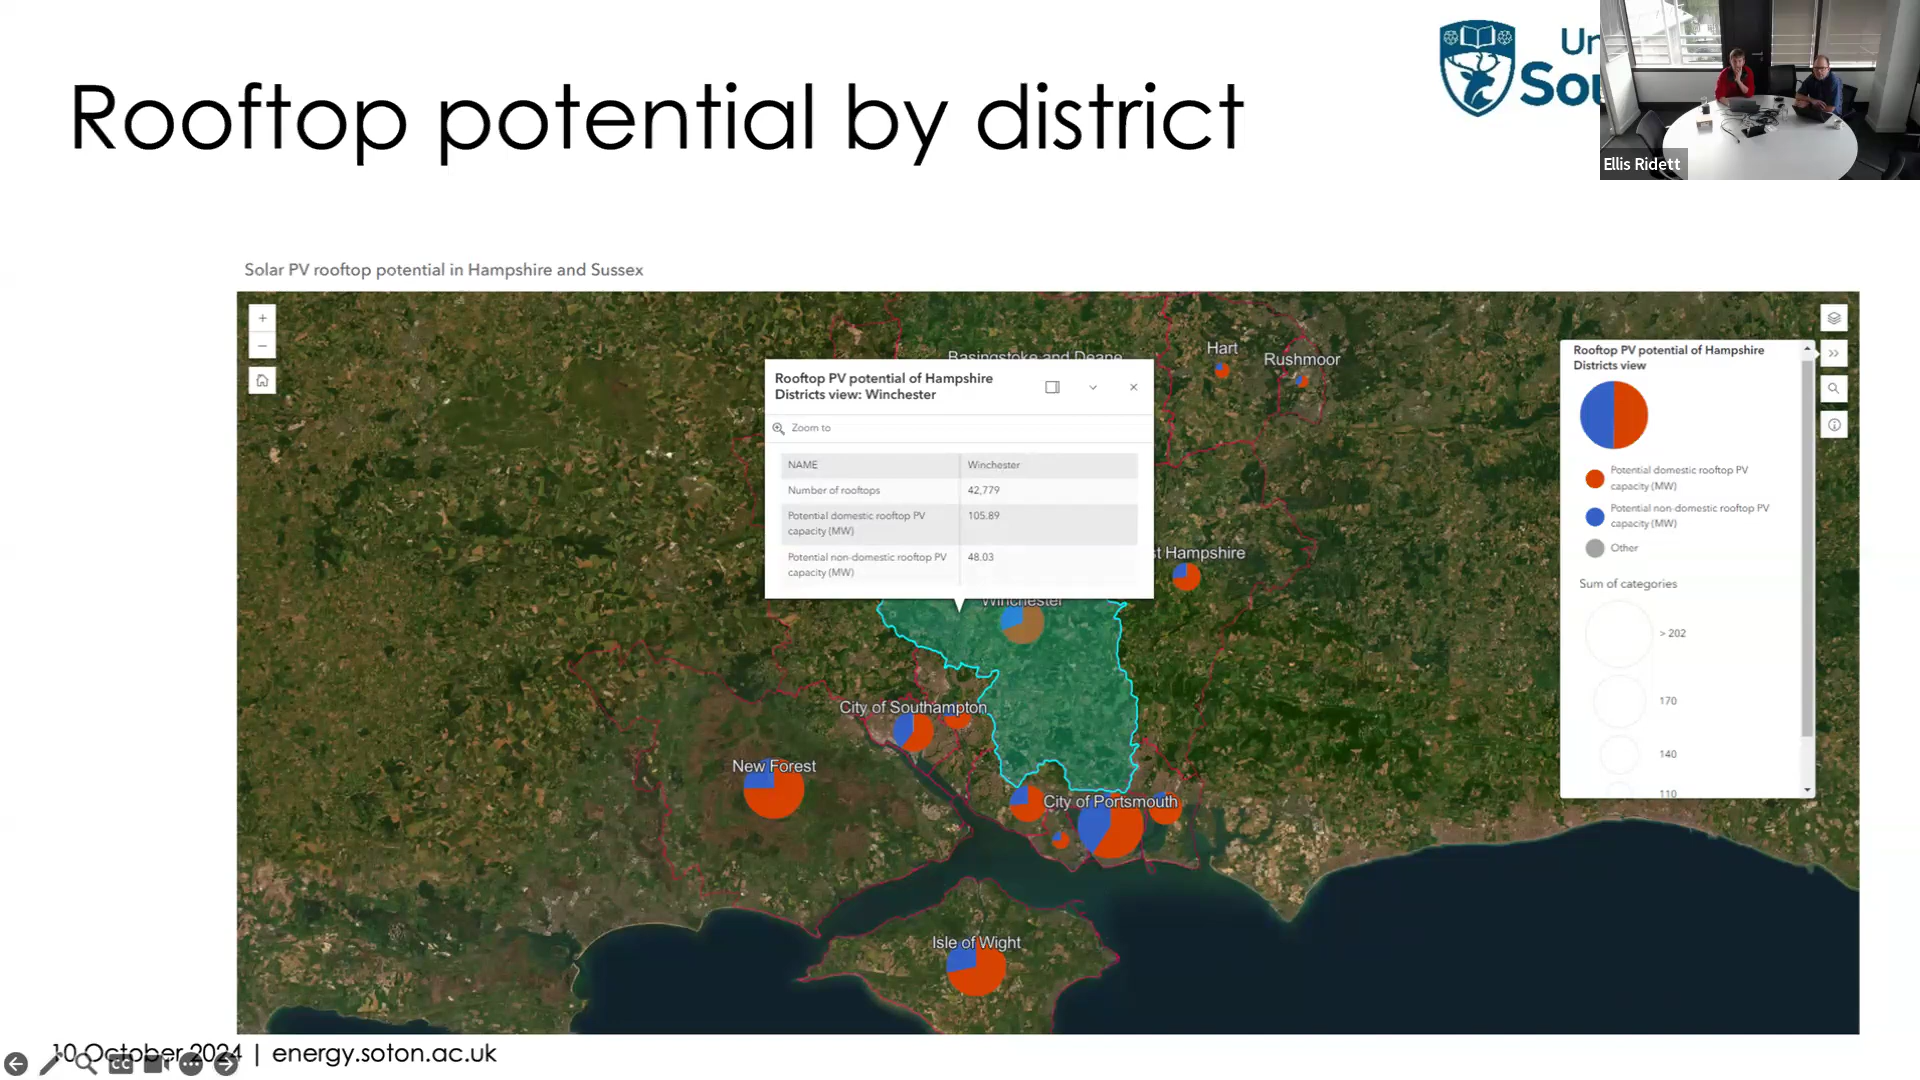 Rooftop potential by district
Un
Sou
Ellis Ridett
Solar PV rooftop potential in Hampshire and Sussex
Basingstoke and Deane
Hart
Rushmoor
Rooftop PV potential of Hampshire
Districts view: Winchester
Zoom to
NAME Winchester
Number of rooftops 42,779
Potential domestic rooftop PV
capacity (MW) 105.89
Potential non-domestic rooftop PV
capacity (MW) 48.03
st Hampshire
Winchester
City of Southampton
New Forest
City of Portsmouth
Isle of Wight
Rooftop PV potential of Hampshire
Districts view
Potential domestic rooftop PV
capacity (MW)
Potential non-domestic rooftop PV
capacity (MW)
Other
Sum of categories
> 202
170
140
110
10 October 2024 | energy.soton.ac.uk
CC